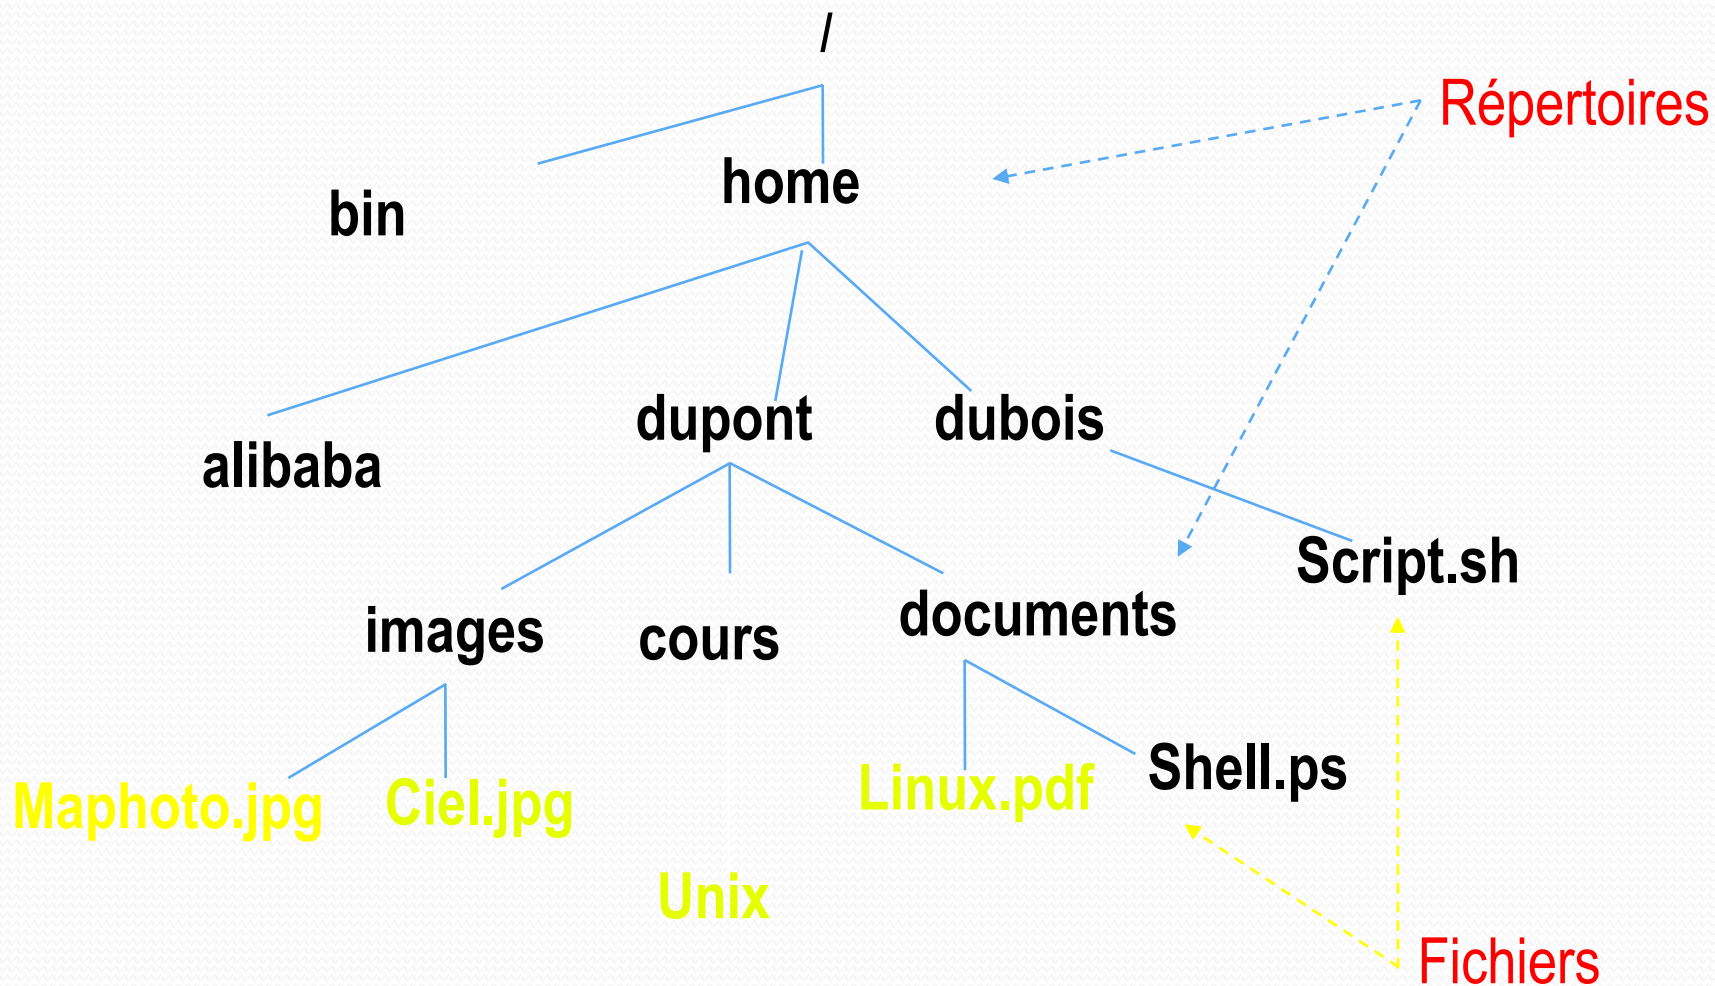 /
Répertoires
home
bin
dupont
dubois
alibaba
Script.sh
images
cours
documents
Maphoto.jpg
Ciel.jpg
Linux.pdf
Shell.ps
Unix
Fichiers